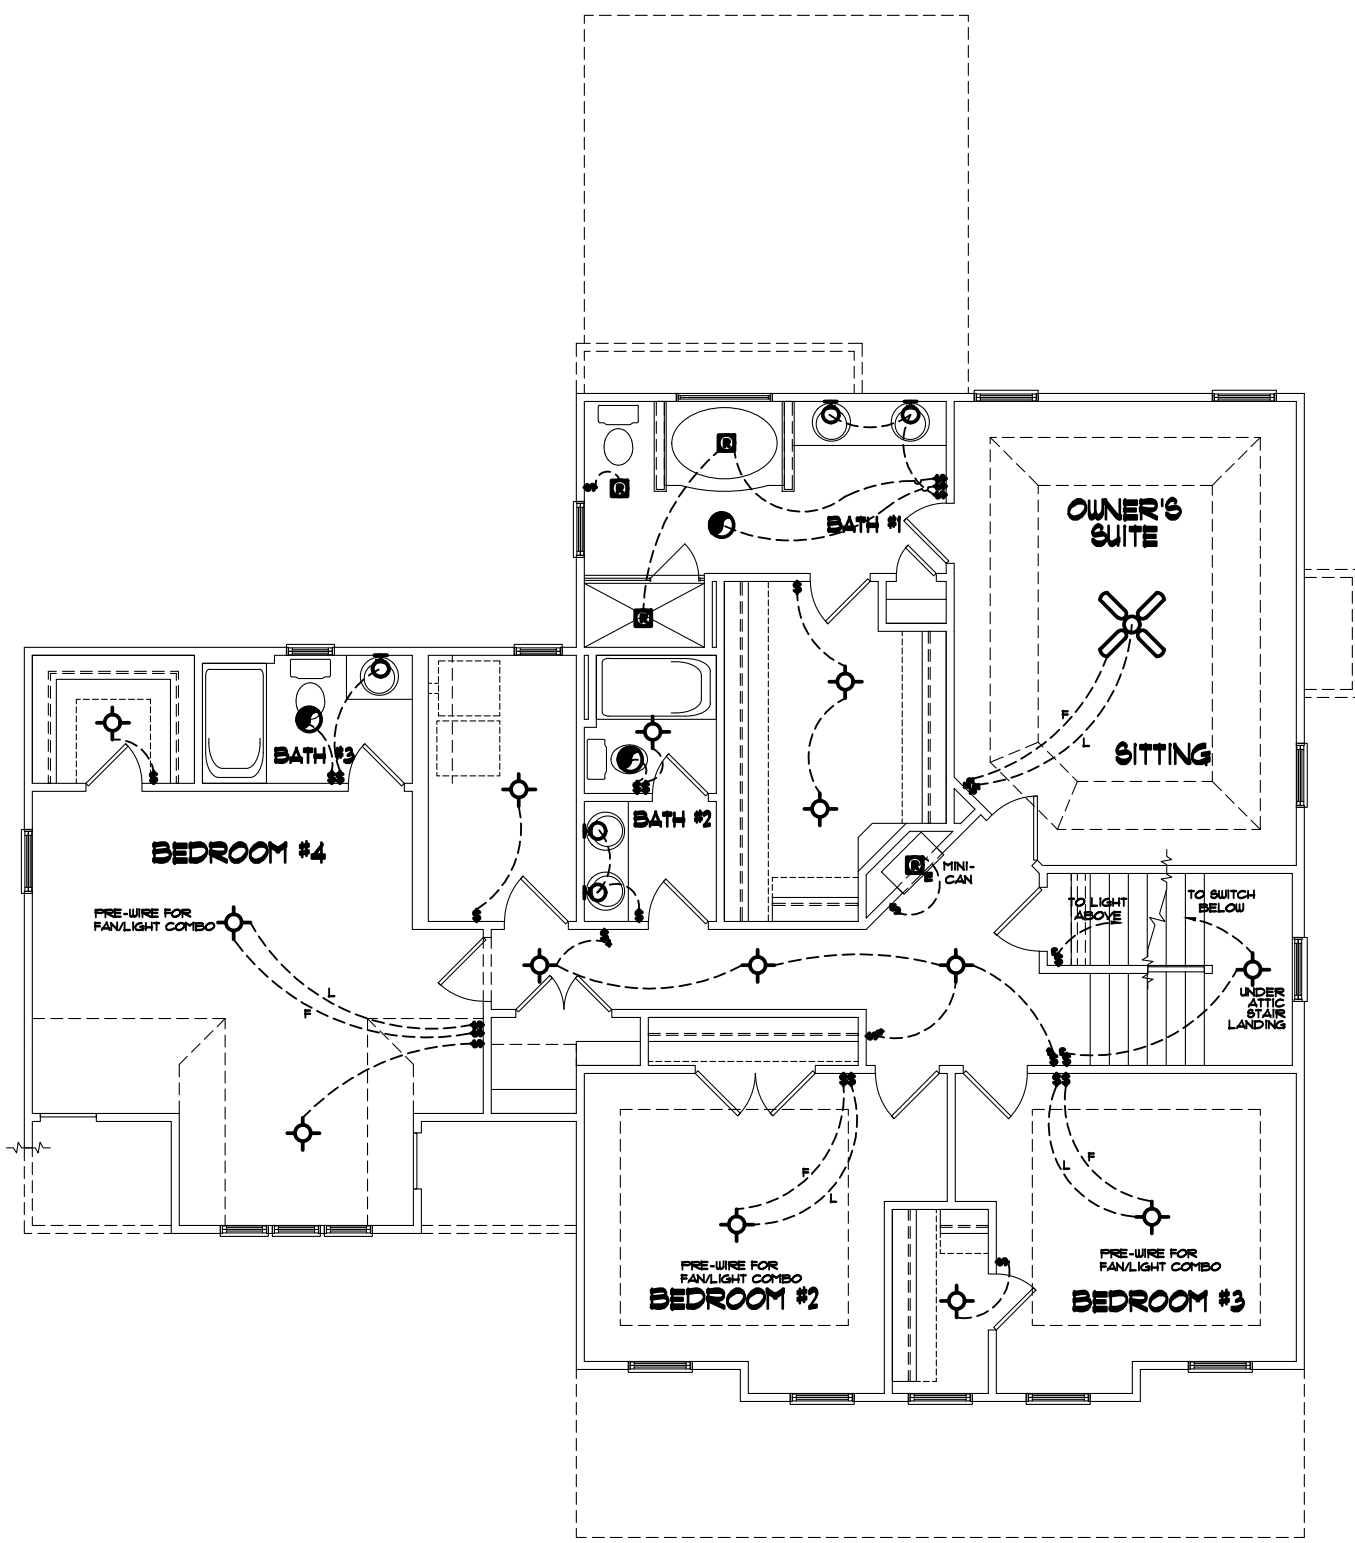 R
R
BATH #1
OWNER'S
SUITE
R
F
L
SITTING
BATH #3
BATH #2
BEDROOM #4
R
MINI-
CAN
PRE-WIRE FOR
FAN/LIGHT COMBO
TO LIGHT
ABOVE
TO SWITCH
BELOW
L
F
UNDER
ATTIC
STAIR
LANDING
F
L
F
L
PRE-WIRE FOR
FAN/LIGHT COMBO
BEDROOM #2
PRE-WIRE FOR
FAN/LIGHT COMBO
BEDROOM #3